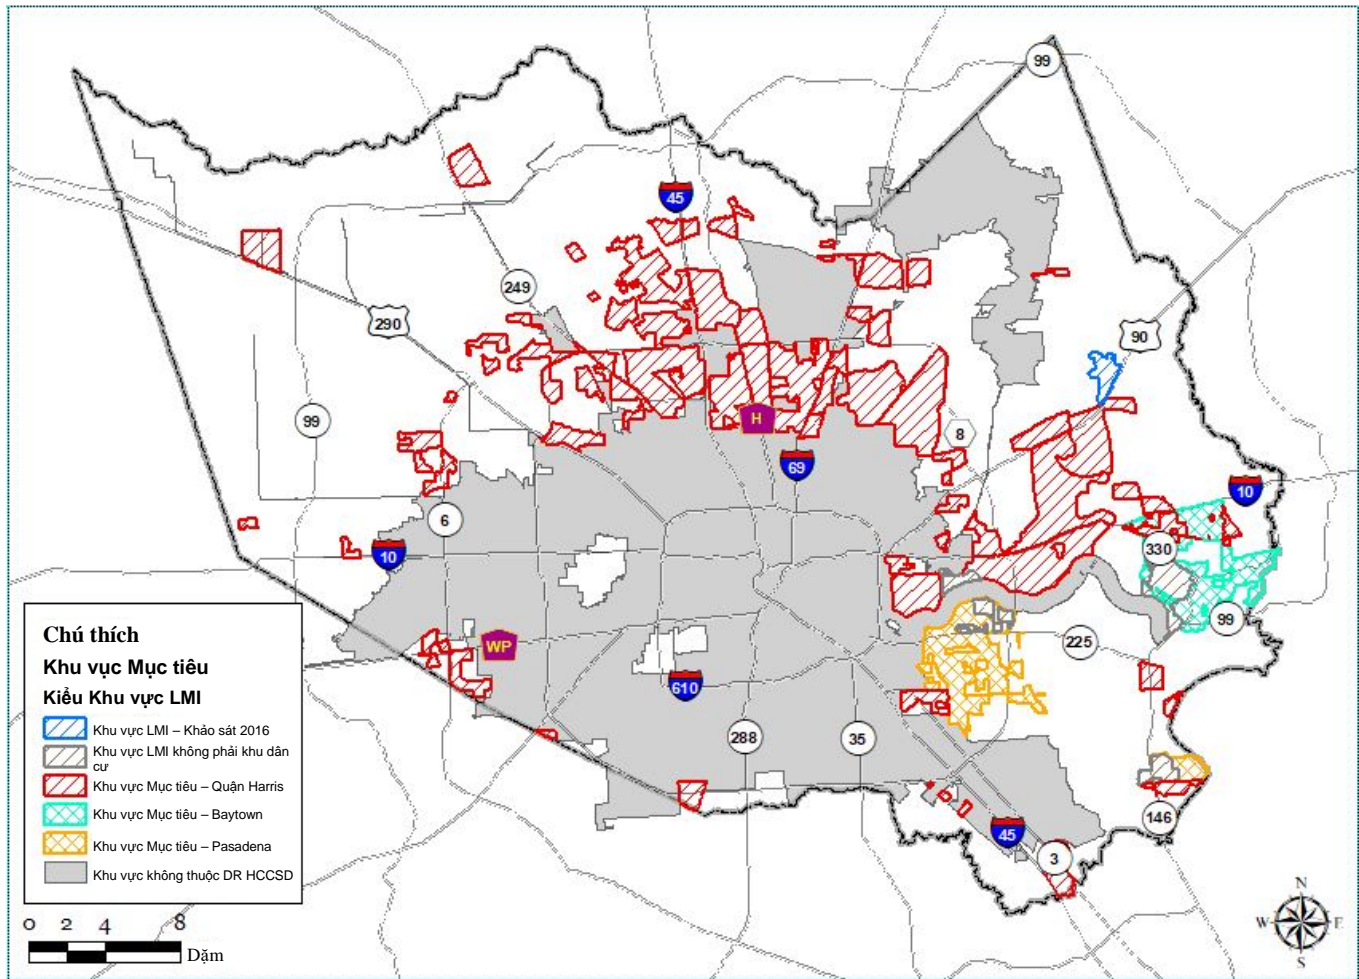 99
45
249
290
90
99
H
8
69
10
6
10
330
99
WP
225
610
288
35
146
45
3
Chú thích
Khu vực Mục tiêu
Kiểu Khu vực LMI
Khu vực LMI – Khảo sát 2016
Khu vực LMI không phải khu dân
cư
Khu vực Mục tiêu – Quận Harris
Khu vực Mục tiêu – Baytown
Khu vực Mục tiêu – Pasadena
Khu vực không thuộc DR HCCSD
0 2 4 8
Dặm
N
W E
S